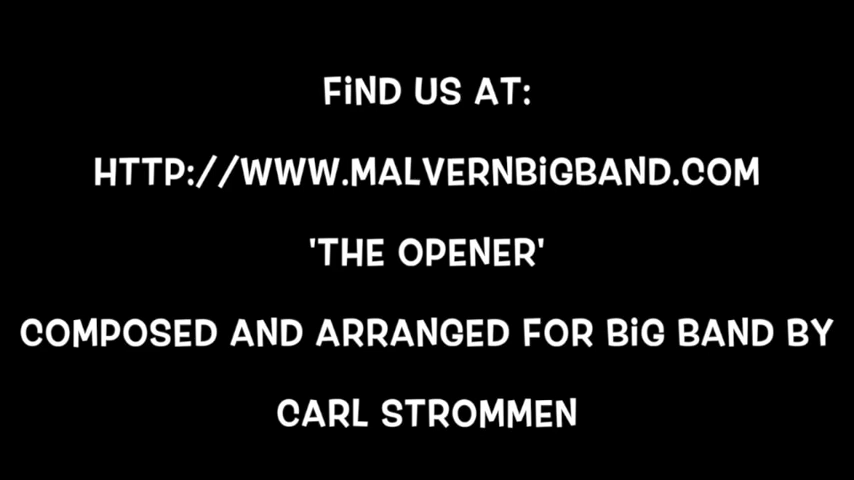 FiND US AT:
HTTP://WWW.MALVERNBiGBAND.COM
'THE OPENER'
COMPOSED AND ARRANGED FOR BiG BAND BY
CARL STROMMEN